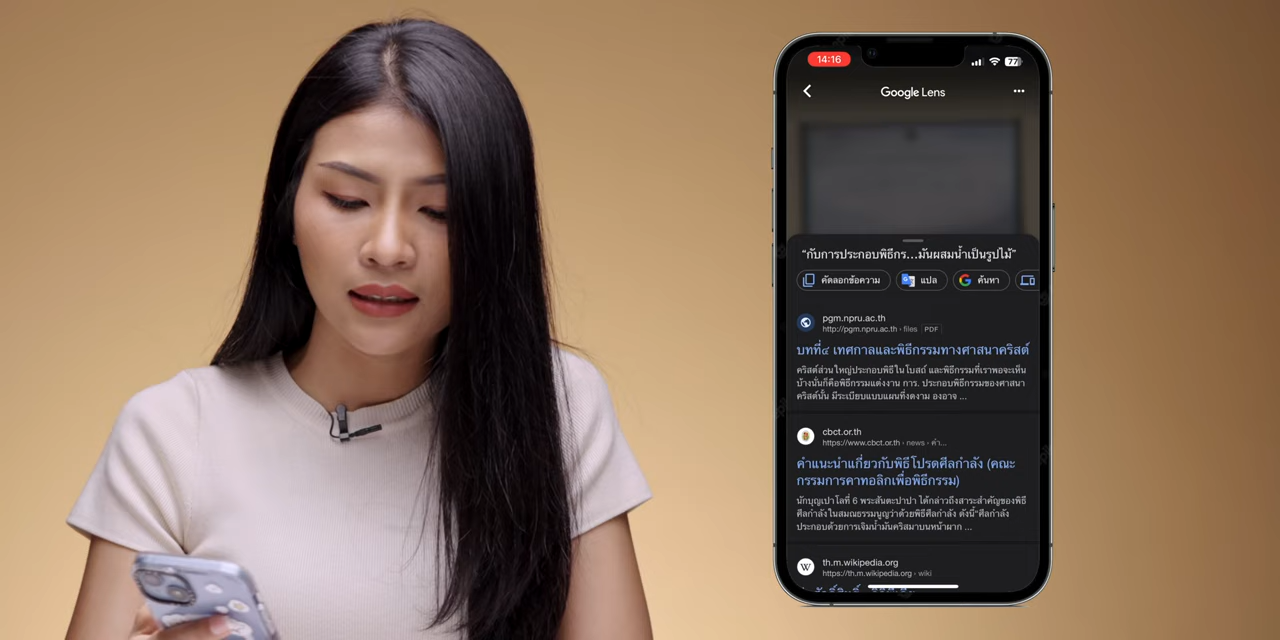 14:16
77
Google Lens
“กับการประกอบพิธีกร...มันผสมน้ำเป็นรูปไม้”
คัดลอกข้อความ
แปล
ค้นหา
pgm.npru.ac.th
http://pgm.npru.ac.th › files PDF
บทที่๔ เทศกาลและพิธีกรรมทางศาสนาคริสต์
คริสต์ส่วนใหญ่ประกอบพิธีในโบสถ์ และพิธีกรรมที่เราพอจะเห็น
บ้างนั่นก็คือพิธีกรรมแต่งงาน การ. ประกอบพิธีกรรมของศาสนา
คริสต์นั้น มีระเบียบแบบแผนที่งดงาม องอาจ ...
cbct.or.th
https://www.cbct.or.th › news › คำ...
คำแนะนำเกี่ยวกับพิธีโปรดศีลกำลัง (คณะ
กรรมการคาทอลิกเพื่อพิธีกรรม)
นักบุญเปาโลที่ 6 พระสันตะปาปา ได้กล่าวถึงสาระสำคัญของพิธี
ศีลกำลังในสมณธรรมนูญว่าด้วยพิธีศีลกำลัง ดังนี้“ศีลกำลัง
ประกอบด้วยการเจิมน้ำมันคริสมาบนหน้าผาก ...
W
th.m.wikipedia.org
https://th.m.wikipedia.org › wiki